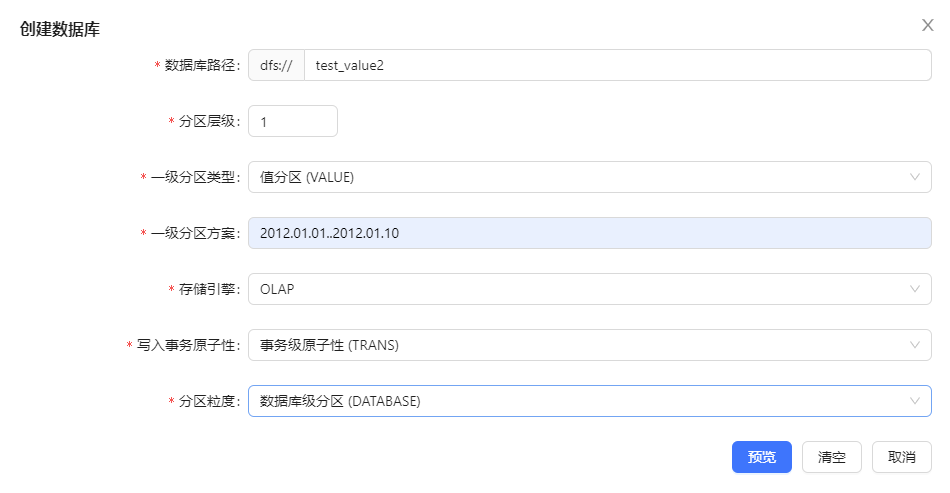 创建数据库
* 数据库路径: dfs:// test_value2
* 分区层级: 1
* 一级分区类型: 值分区 (VALUE)
* 一级分区方案: 2012.01.01..2012.01.10
* 存储引擎: OLAP
* 写入事务原子性: 事务级原子性 (TRANS)
* 分区粒度: 数据库级分区 (DATABASE)
预览 清空 取消